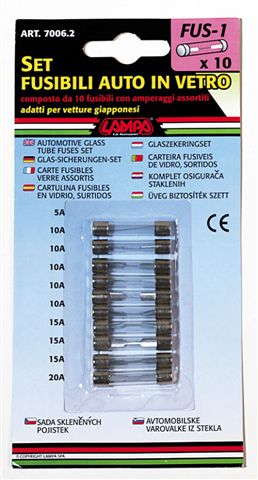 ART. 7006.2
FUS-1
x 10
SET
FUSIBILI AUTO IN VETRO
composto da 10 fusibili con amperaggi assortiti
adatti per vetture giapponesi
LAMPA
AUTOMOTIVE GLASS
TUBE FUSES SET
GLAS-SICHERUNGEN-SET
CARTE FUSIBLES
VERRE ASSORTIS
CARTULINA FUSIBLES
EN VIDRIO, SURTIDOS
GLASZEKERINGSET
CARTEIRA FUSIVEIS
DE VIDRO, SORTIDOS
KOMPLET OSIGURAČA
STAKLENIH
ÜVEG BIZTOSÍTÉK SZETT
5A
10A
10A
10A
10A
10A
15A
15A
15A
20A
CE
SADA SKLENĚNÝCH
POJISTEK
AVTOMOBILSKE
VAROVALKE IZ STEKLA
© COPYRIGHT LAMPA SPA